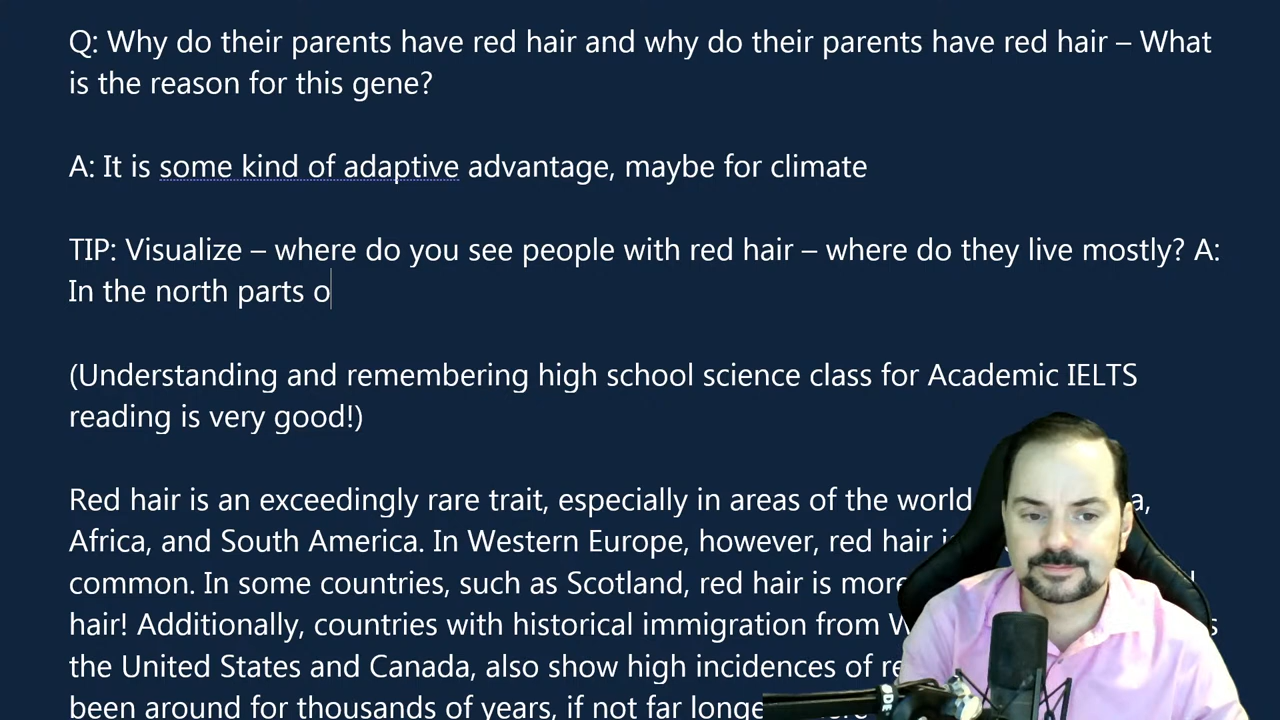 Q: Why do their parents have red hair and why do their parents have red hair – What
is the reason for this gene?
A: It is some kind of adaptive advantage, maybe for climate
TIP: Visualize – where do you see people with red hair – where do they live mostly? A:
In the north parts o
(Understanding and remembering high school science class for Academic IELTS
reading is very good!)
Red hair is an exceedingly rare trait, especially in areas of the world
Africa, and South America. In Western Europe, however, red hair
common. In some countries, such as Scotland, red hair is more
hair! Additionally, countries with historical immigration from
the United States and Canada, also show high incidences of
been around for thousands of years, if not far